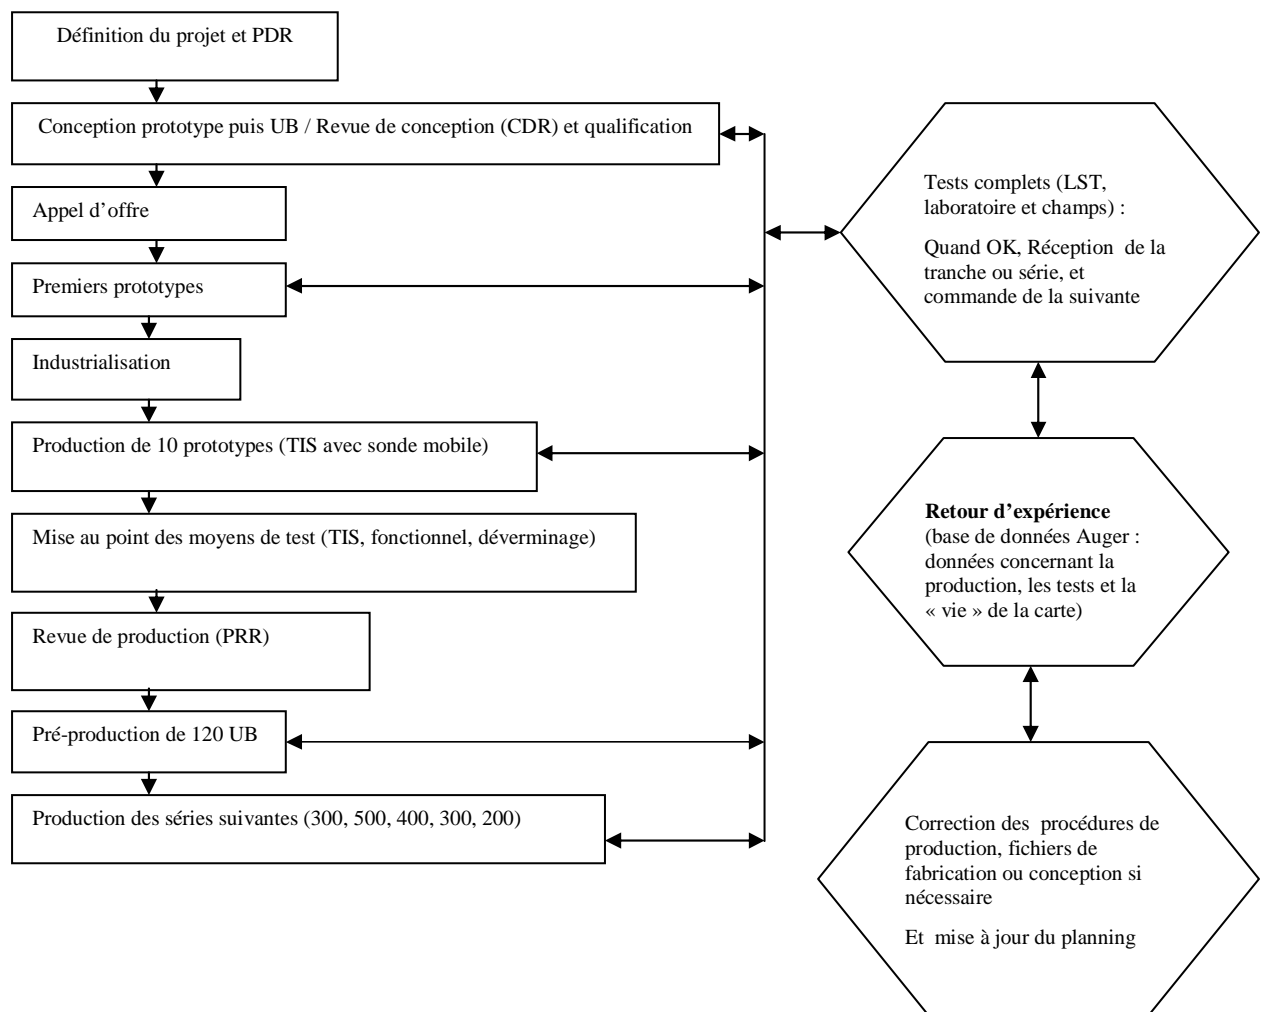 Définition du projet et PDR
Conception prototype puis UB / Revue de conception (CDR) et qualification
Appel d’offre
Premiers prototypes
Industrialisation
Production de 10 prototypes (TIS avec sonde mobile)
Mise au point des moyens de test (TIS, fonctionnel, déverminage)
Revue de production (PRR)
Pré-production de 120 UB
Production des séries suivantes (300, 500, 400, 300, 200)
Tests complets (LST,
laboratoire et champs) :
Quand OK, Réception de la
tranche ou série, et
commande de la suivante
Retour d’expérience
(base de données Auger :
données concernant la
production, les tests et la
« vie » de la carte)
Correction des procédures de
production, fichiers de
fabrication ou conception si
nécessaire
Et mise à jour du planning